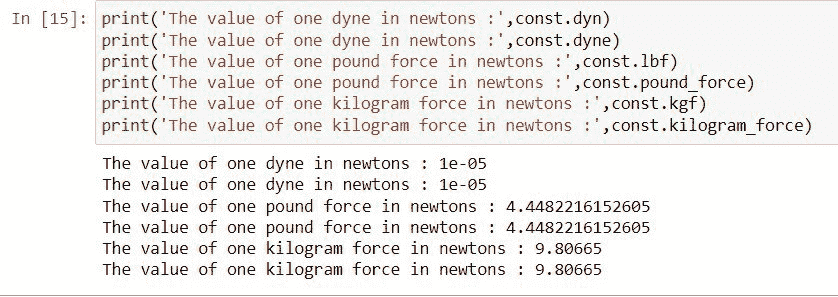 In [15]: print('The value of one dyne in newtons :',const.dyn)
print('The value of one dyne in newtons :',const.dyne)
print('The value of one pound force in newtons :',const.lbf)
print('The value of one pound force in newtons :',const.pound_force)
print('The value of one kilogram force in newtons :',const.kgf)
print('The value of one kilogram force in newtons :',const.kilogram_force)
The value of one dyne in newtons : 1e-05
The value of one dyne in newtons : 1e-05
The value of one pound force in newtons : 4.4482216152605
The value of one pound force in newtons : 4.4482216152605
The value of one kilogram force in newtons : 9.80665
The value of one kilogram force in newtons : 9.80665